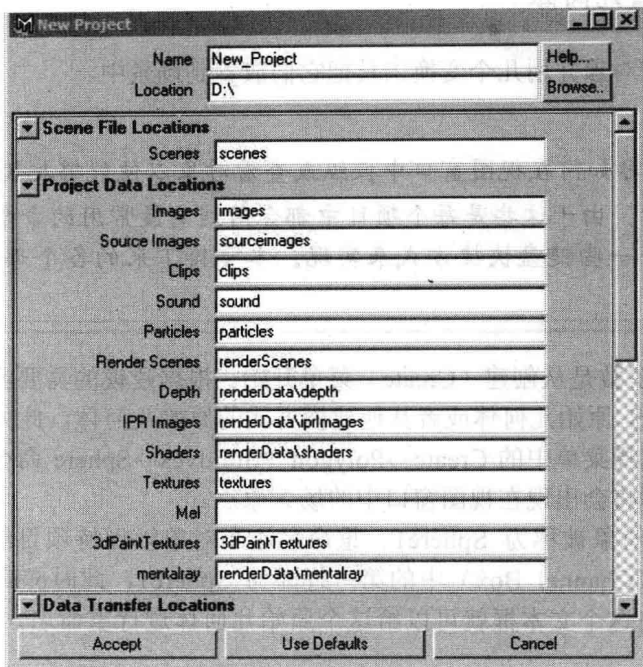 New Project
Name New_Project Help...
Location D:\ Browse..
Scene File Locations
Scenes scenes
Project Data Locations
Images images
Source Images sourceimages
Clips clips
Sound sound
Particles particles
Render Scenes renderScenes
Depth renderData\depth
IPR Images renderData\iprImages
Shaders renderData\shaders
Textures textures
Mel
3dPaintTextures 3dPaintTextures
mentalray renderData\mentalray
Data Transfer Locations
Accept Use Defaults Cancel